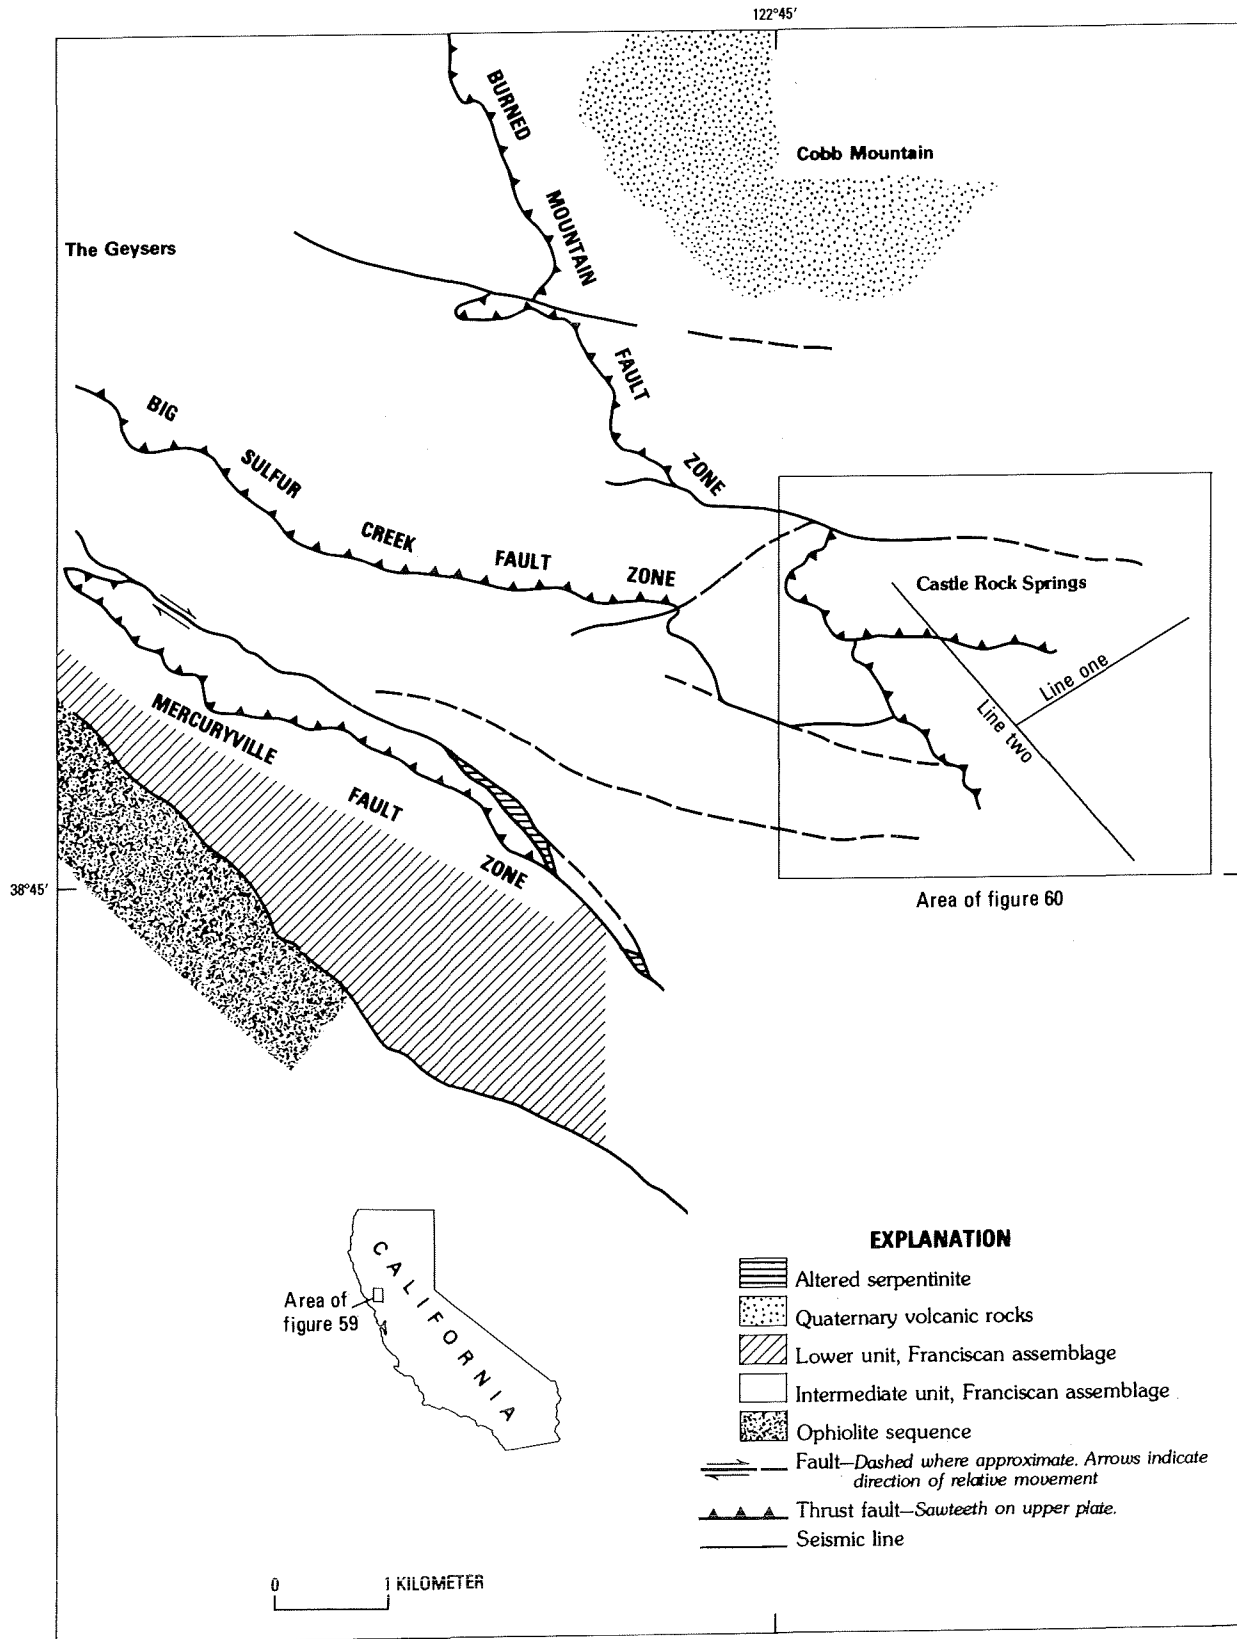 122°45'
BURNED MOUNTAIN FAULT ZONE
Cobb Mountain
The Geysers
BIG SULFUR CREEK FAULT ZONE
Castle Rock Springs
Line one
Line two
MERCURYVILLE FAULT ZONE
38°45'
Area of figure 60
CALIFORNIA
Area of
figure 59
EXPLANATION
Altered serpentinite
Quaternary volcanic rocks
Lower unit, Franciscan assemblage
Intermediate unit, Franciscan assemblage
Ophiolite sequence
Fault—Dashed where approximate. Arrows indicate
direction of relative movement
Thrust fault—Sawteeth on upper plate.
Seismic line
0 1 KILOMETER